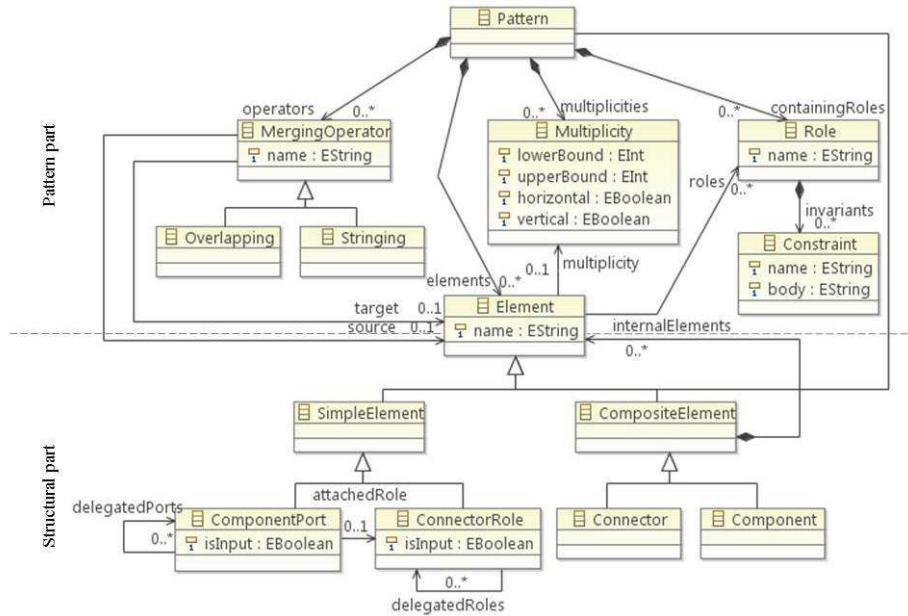 Pattern
operators
0..*
0..*
multiplicities
0..*
containingRoles
Pattern part
MergingOperator
name : EString
Multiplicity
lowerBound : EInt
upperBound : EInt
horizontal : EBoolean
vertical : EBoolean
Role
name : EString
roles
0..*
invariants
0..*
Overlapping
Stringing
Constraint
name : EString
body : EString
elements
0..*
0..1
multiplicity
target
0..1
source
0..1
Element
name : EString
internalElements
0..*
Structural part
SimpleElement
CompositeElement
delegatedPorts
0..*
attachedRole
0..1
ComponentPort
isInput : EBoolean
ConnectorRole
isInput : EBoolean
Connector
Component
0..*
delegatedRoles